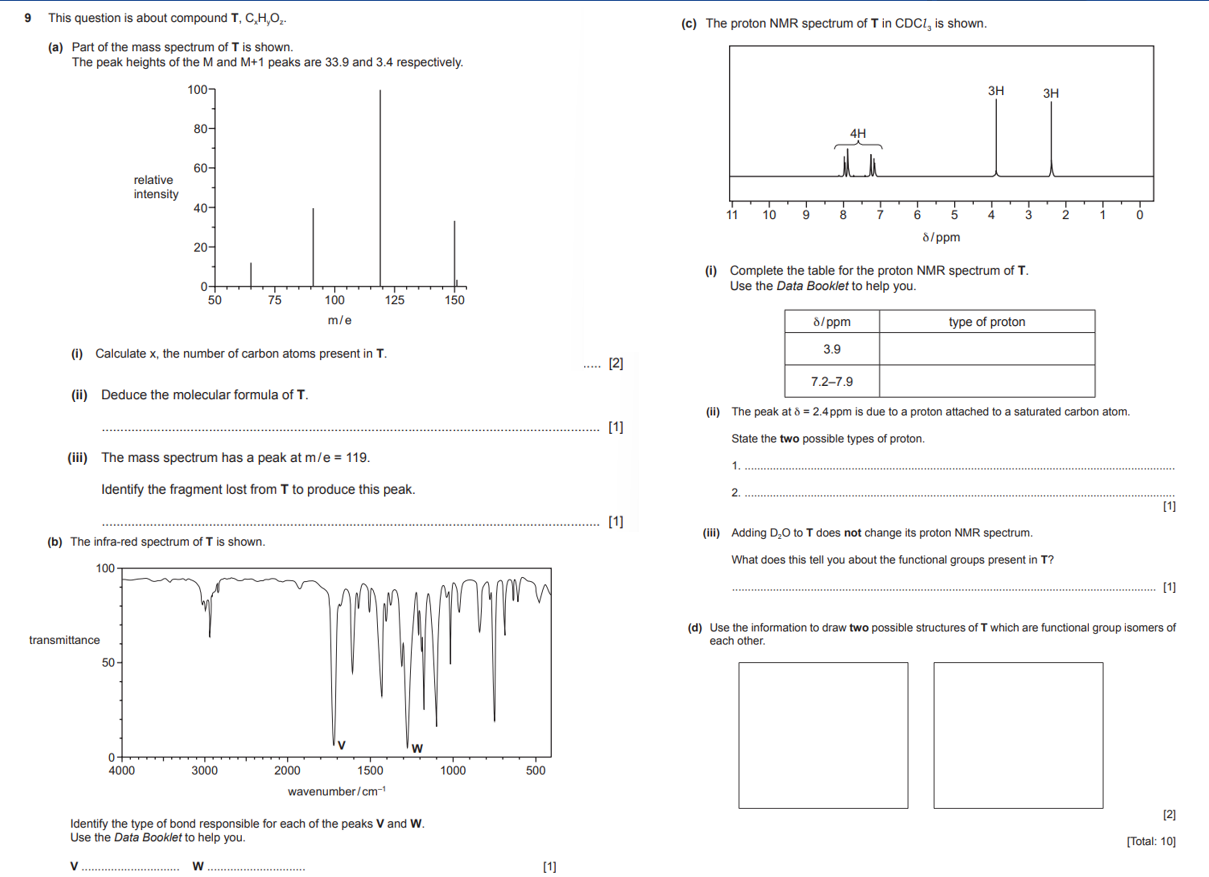 9 This question is about compound T, CₓHᵧO_z.
(a) Part of the mass spectrum of T is shown.
The peak heights of the M and M+1 peaks are 33.9 and 3.4 respectively.
100
80
60
relative
intensity
40
20
0
50 75 100 125 150
m/e
(i) Calculate x, the number of carbon atoms present in T.
..... [2]
(ii) Deduce the molecular formula of T.
.............................. [1]
(iii) The mass spectrum has a peak at m/e = 119.
Identify the fragment lost from T to produce this peak.
.............................. [1]
(b) The infra-red spectrum of T is shown.
100
transmittance
50
0
V
W
4000 3000 2000 1500 1000 500
wavenumber/cm⁻¹
Identify the type of bond responsible for each of the peaks V and W.
Use the Data Booklet to help you.
V .............................. W .............................. [1]
(c) The proton NMR spectrum of T in CDCl₃ is shown.
3H
3H
4H
11 10 9 8 7 6 5 4 3 2 1 0
δ/ppm
(i) Complete the table for the proton NMR spectrum of T.
Use the Data Booklet to help you.
δ/ppm type of proton
3.9
7.2–7.9
(ii) The peak at δ = 2.4ppm is due to a proton attached to a saturated carbon atom.
State the two possible types of proton.
1. ..............................
2. ..............................
[1]
(iii) Adding D₂O to T does not change its proton NMR spectrum.
What does this tell you about the functional groups present in T?
.............................. [1]
(d) Use the information to draw two possible structures of T which are functional group isomers of
each other.
[2]
[Total: 10]